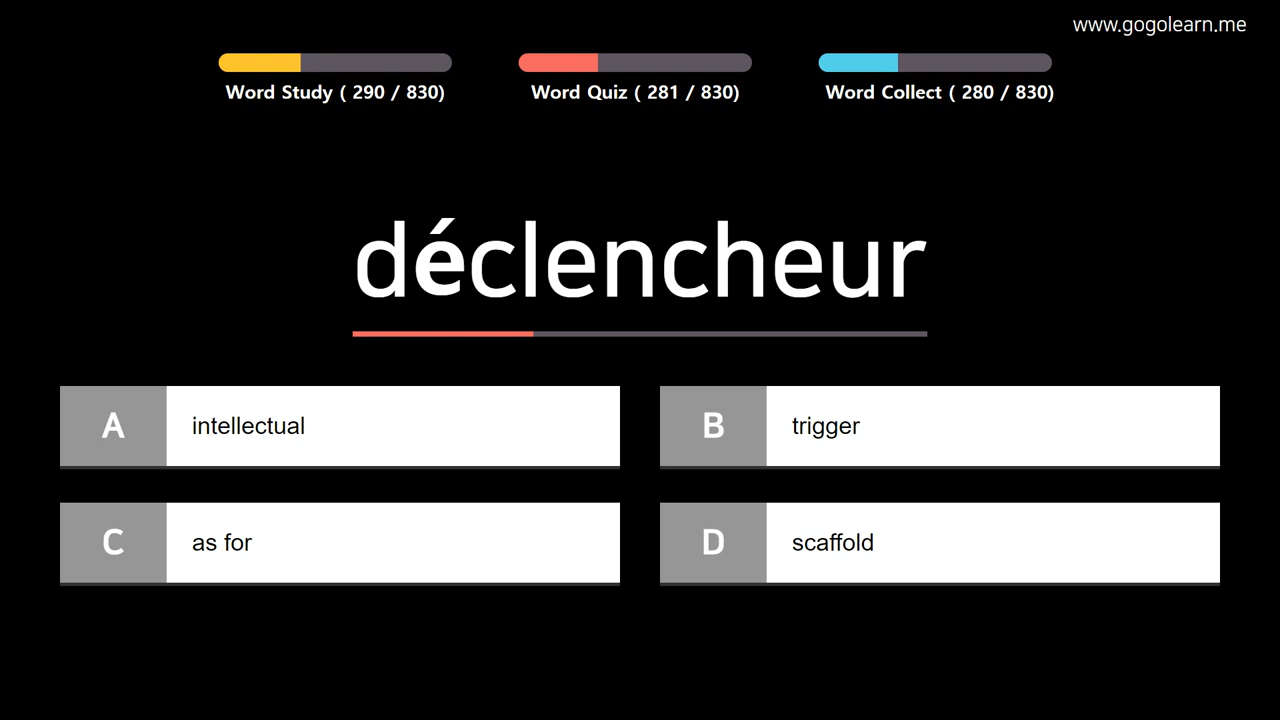 www.gogolearn.me
Word Study ( 290 / 830)
Word Quiz ( 281 / 830)
Word Collect ( 280 / 830)
déclencheur
A intellectual
B trigger
C as for
D scaffold